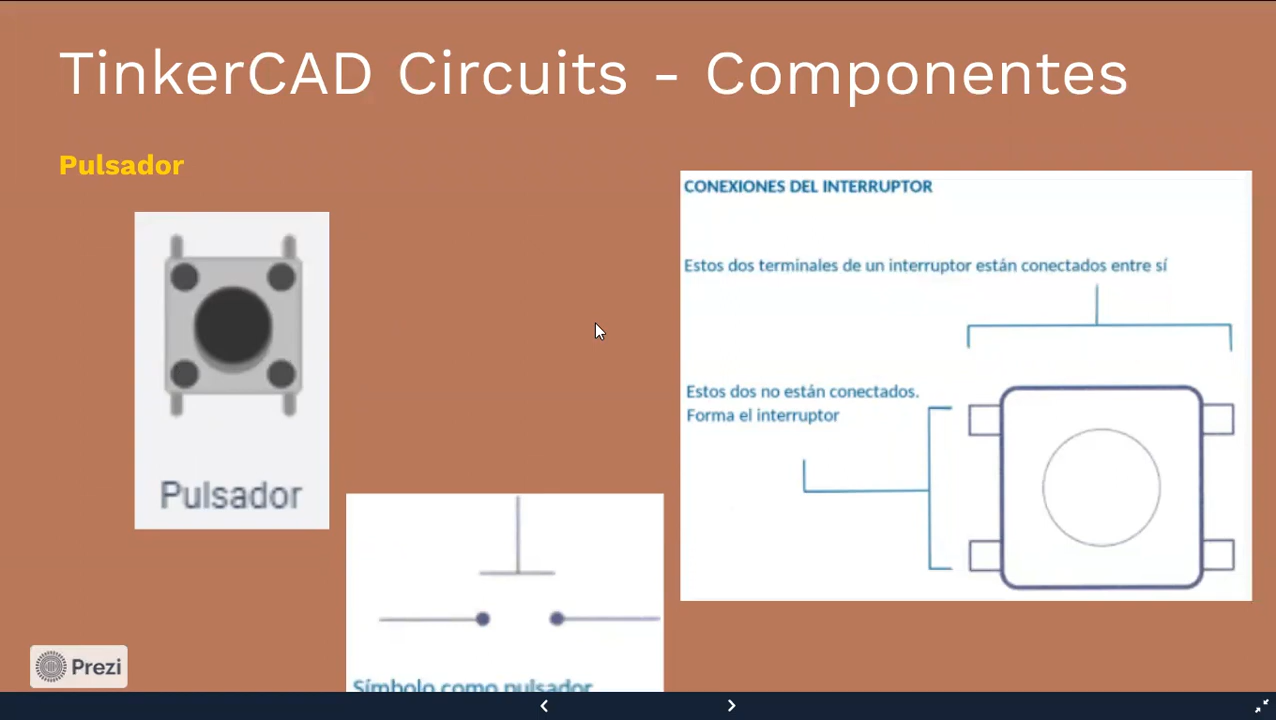 TinkerCAD Circuits - Componentes
Pulsador
CONEXIONES DEL INTERRUPTOR
Estos dos terminales de un interruptor están conectados entre sí
Estos dos no están conectados.
Forma el interruptor
Pulsador
Símbolo como pulsador
Prezi